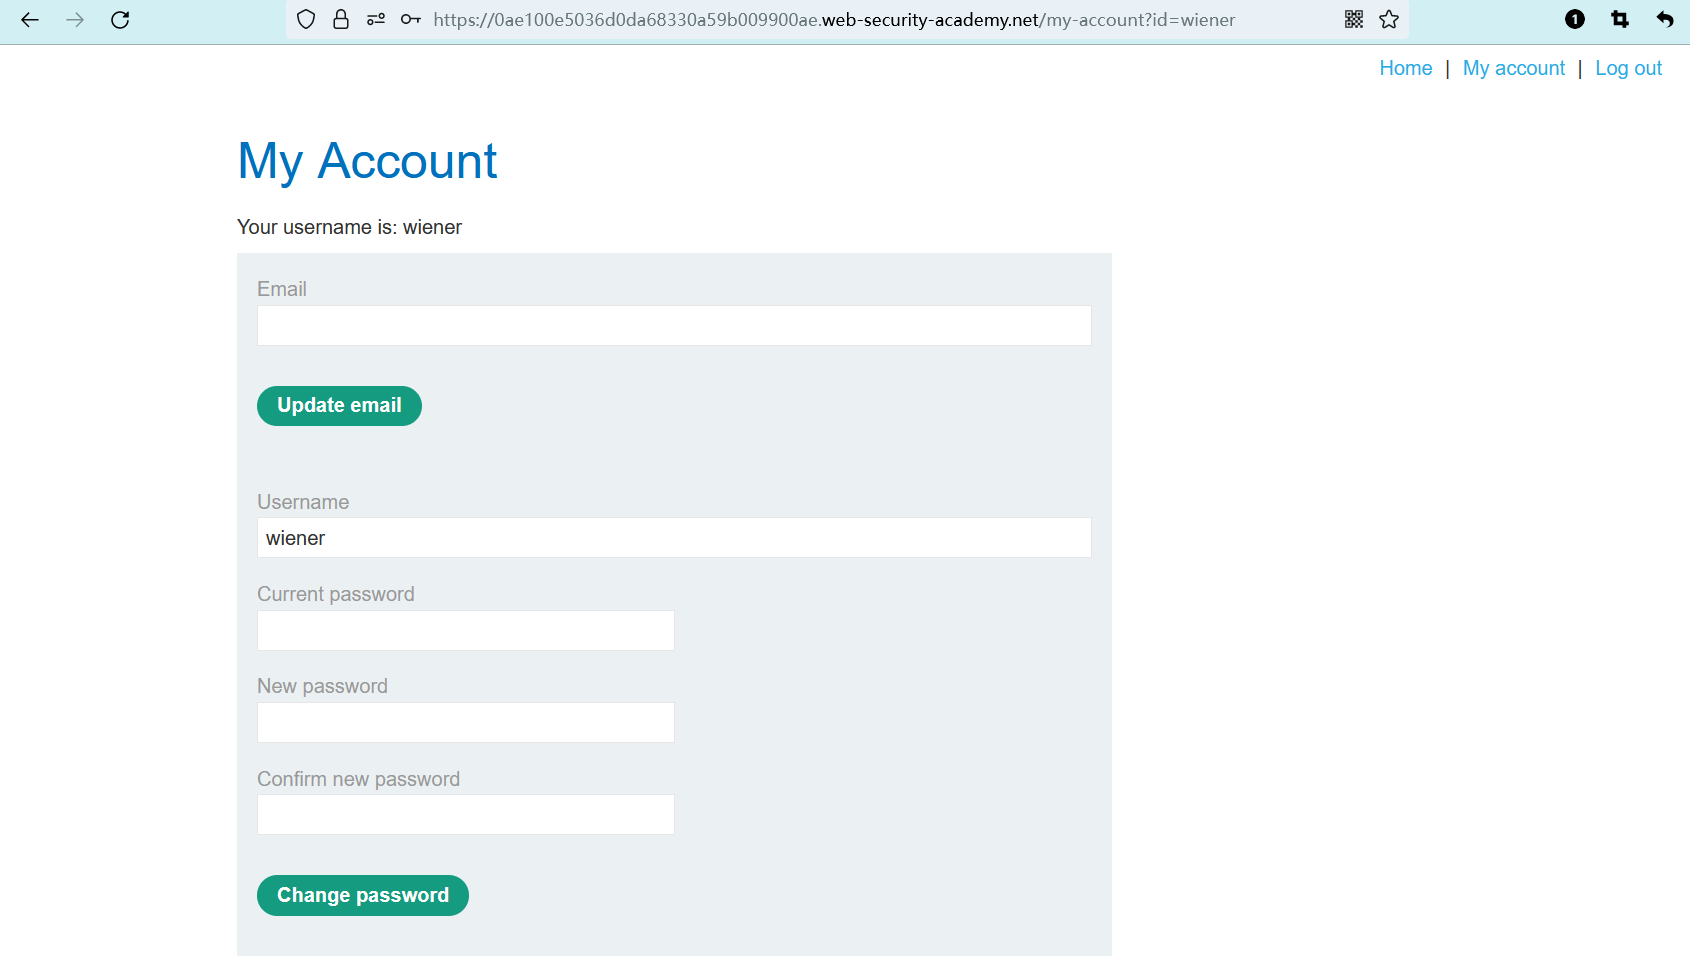 https://0ae100e5036d0da68330a59b009900ae.web-security-academy.net/my-account?id=wiener
1
Home | My account | Log out
My Account
Your username is: wiener
Email
Update email
Username
wiener
Current password
New password
Confirm new password
Change password